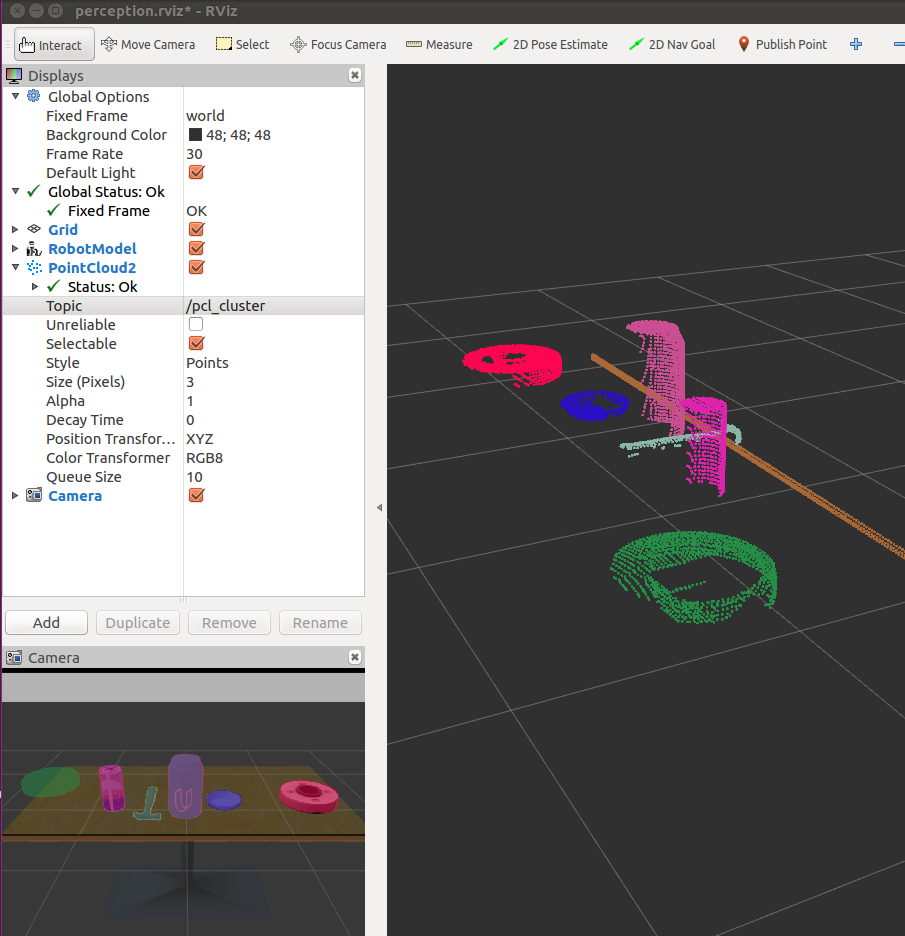 perception.rviz* - RViz
Interact Move Camera Select Focus Camera Measure 2D Pose Estimate 2D Nav Goal Publish Point
Displays
Global Options
Fixed Frame world
Background Color 48; 48; 48
Frame Rate 30
Default Light
Global Status: Ok
Fixed Frame OK
Grid
RobotModel
PointCloud2
Status: Ok
Topic /pcl_cluster
Unreliable
Selectable
Style Points
Size (Pixels) 3
Alpha 1
Decay Time 0
Position Transfor... XYZ
Color Transformer RGB8
Queue Size 10
Camera
Add Duplicate Remove Rename
Camera